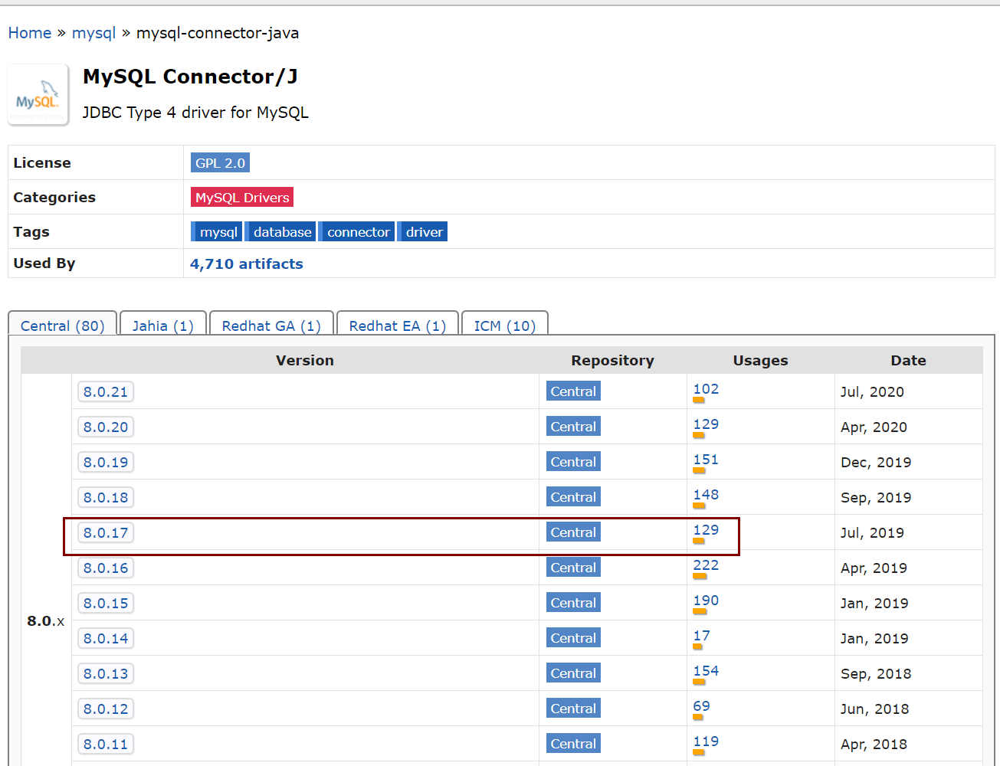 Home » mysql » mysql-connector-java
MySQL Connector/J
MySQL
JDBC Type 4 driver for MySQL
License GPL 2.0
Categories MySQL Drivers
Tags mysql database connector driver
Used By 4,710 artifacts
Central (80) Jahia (1) Redhat GA (1) Redhat EA (1) ICM (10)
Version Repository Usages Date
8.0.21 Central 102 Jul, 2020
8.0.20 Central 129 Apr, 2020
8.0.19 Central 151 Dec, 2019
8.0.18 Central 148 Sep, 2019
8.0.17 Central 129 Jul, 2019
8.0.16 Central 222 Apr, 2019
8.0.15 Central 190 Jan, 2019
8.0.x
8.0.14 Central 17 Jan, 2019
8.0.13 Central 154 Sep, 2018
8.0.12 Central 69 Jun, 2018
8.0.11 Central 119 Apr, 2018